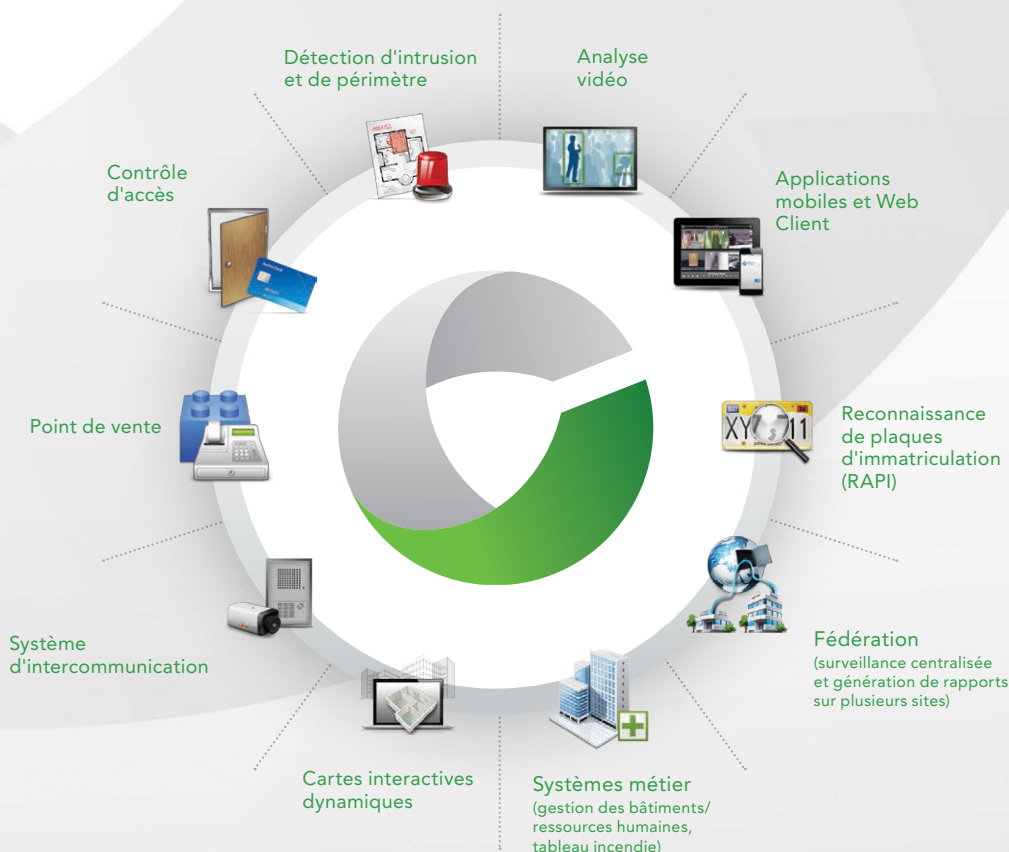 Détection d'intrusion
et de périmètre
Analyse
vidéo
Contrôle
d'accès
Applications
mobiles et Web
Client
Point de vente
XY
11
Reconnaissance
de plaques
d'immatriculation
(RAPI)
Système
d'intercommunication
Fédération
(surveillance centralisée
et génération de rapports
sur plusieurs sites)
Cartes interactives
dynamiques
Systèmes métier
(gestion des bâtiments/
ressources humaines,
tableau incendie)